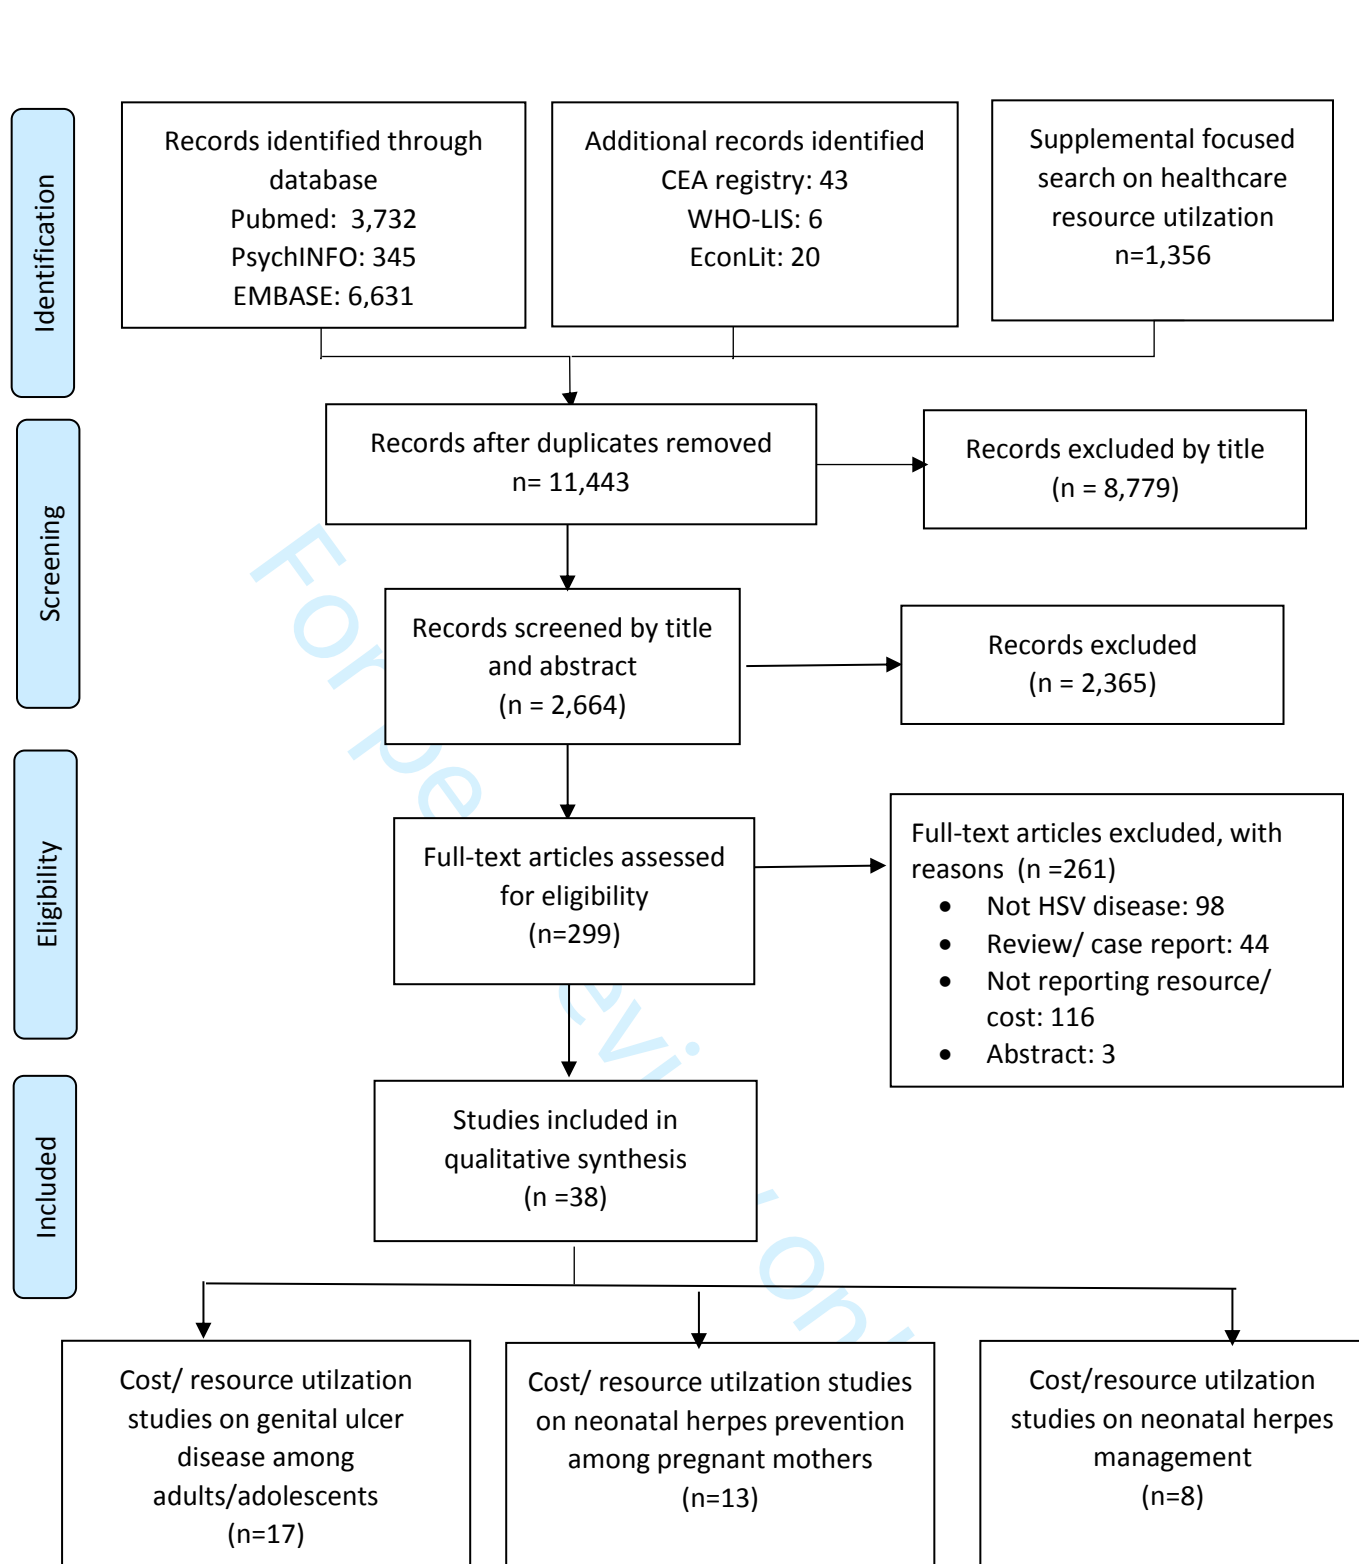 Identification
Records identified through
database
Pubmed: 3,732
PsychINFO: 345
EMBASE: 6,631
Additional records identified
CEA registry: 43
WHO-LIS: 6
EconLit: 20
Supplemental focused
search on healthcare
resource utilzation
n=1,356
Screening
Records after duplicates removed
n= 11,443
Records excluded by title
(n = 8,779)
Records screened by title
and abstract
(n = 2,664)
Records excluded
(n = 2,365)
Eligibility
Full-text articles assessed
for eligibility
(n=299)
Full-text articles excluded, with
reasons (n =261)
• Not HSV disease: 98
• Review/ case report: 44
• Not reporting resource/
cost: 116
• Abstract: 3
Included
Studies included in
qualitative synthesis
(n =38)
Cost/ resource utilzation
studies on genital ulcer
disease among
adults/adolescents
(n=17)
Cost/ resource utilzation studies
on neonatal herpes prevention
among pregnant mothers
(n=13)
Cost/resource utilzation
studies on neonatal herpes
management
(n=8)
For pe